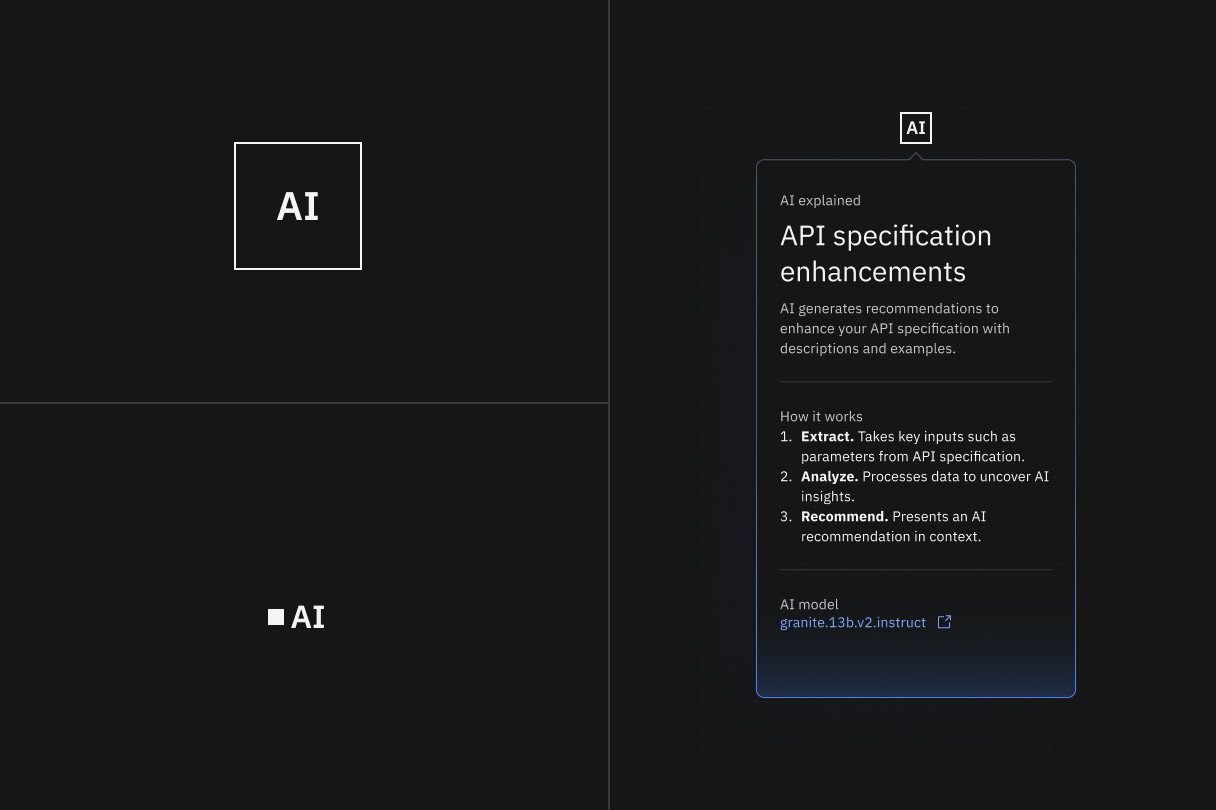 AI
AI
AI
AI explained
API specification
enhancements
AI generates recommendations to
enhance your API specification with
descriptions and examples.
How it works
1. Extract. Takes key inputs such as
parameters from API specification.
2. Analyze. Processes data to uncover AI
insights.
3. Recommend. Presents an AI
recommendation in context.
AI model
granite.13b.v2.instruct